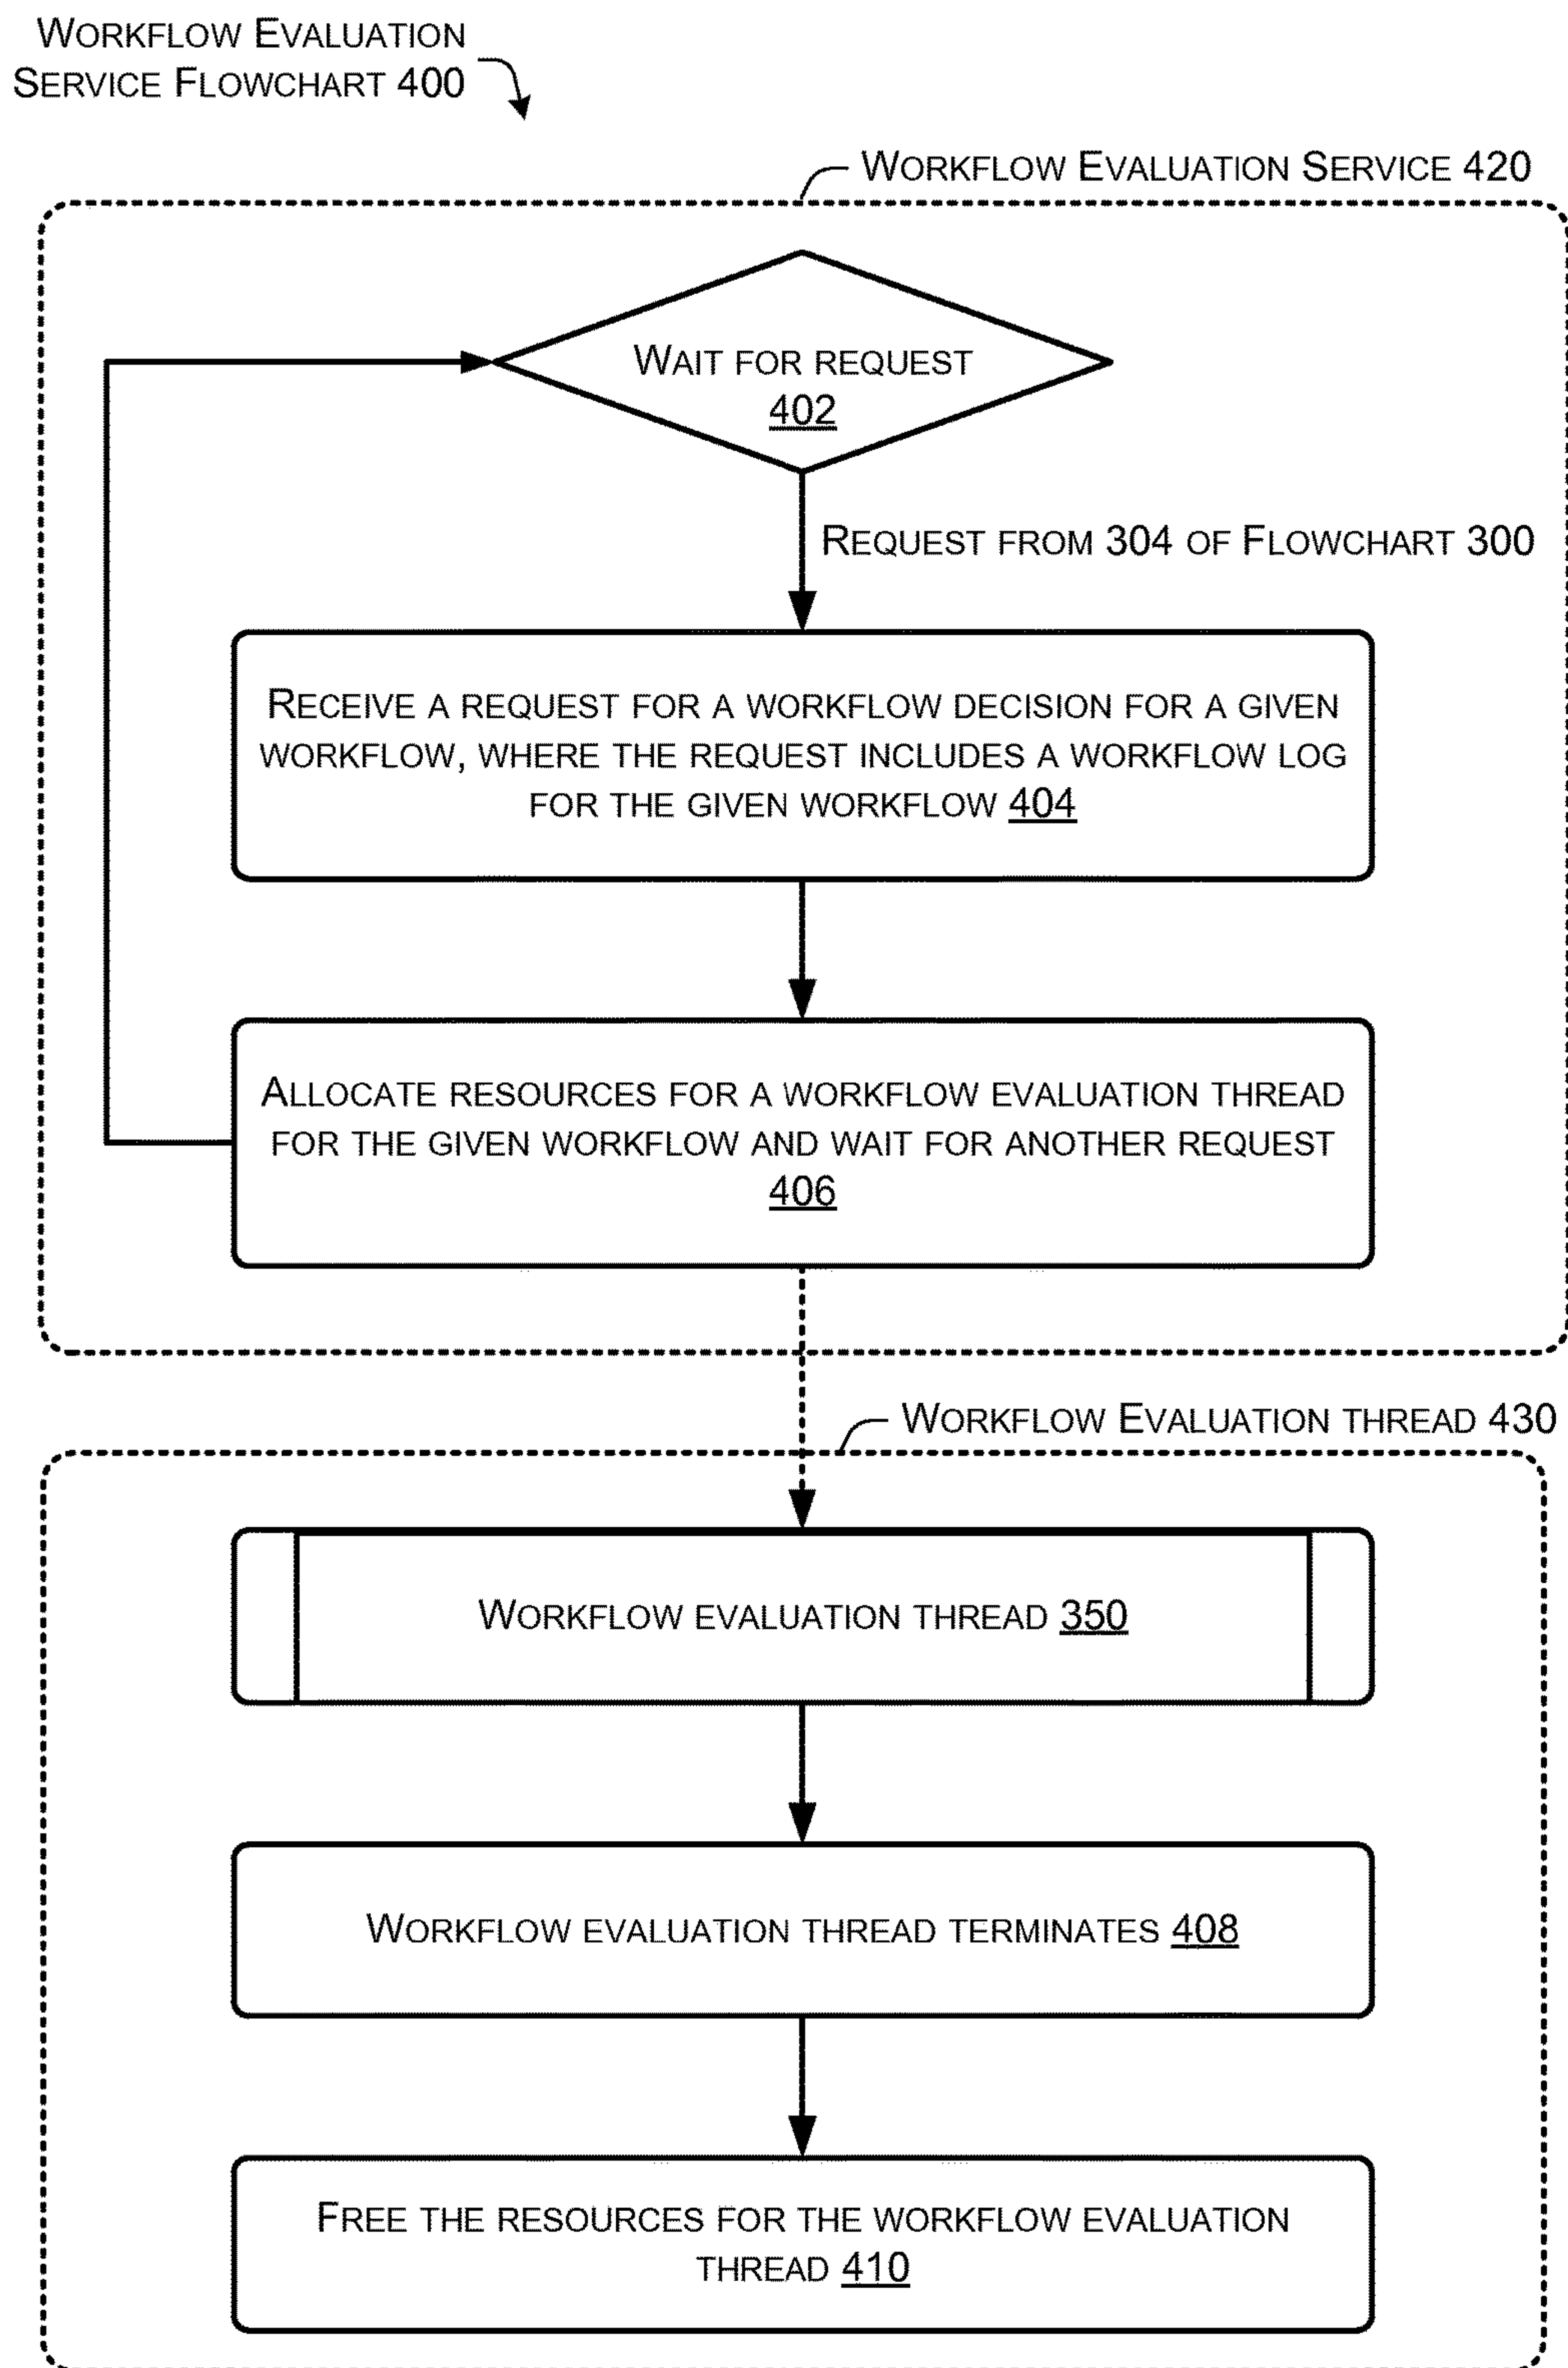 WORKFLOW EVALUATION
SERVICE FLOWCHART 400
WORKFLOW EVALUATION SERVICE 420
WAIT FOR REQUEST
402
REQUEST FROM 304 OF FLOWCHART 300
RECEIVE A REQUEST FOR A WORKFLOW DECISION FOR A GIVEN
WORKFLOW, WHERE THE REQUEST INCLUDES A WORKFLOW LOG
FOR THE GIVEN WORKFLOW 404
ALLOCATE RESOURCES FOR A WORKFLOW EVALUATION THREAD
FOR THE GIVEN WORKFLOW AND WAIT FOR ANOTHER REQUEST
406
WORKFLOW EVALUATION THREAD 430
WORKFLOW EVALUATION THREAD 350
WORKFLOW EVALUATION THREAD TERMINATES 408
FREE THE RESOURCES FOR THE WORKFLOW EVALUATION
THREAD 410